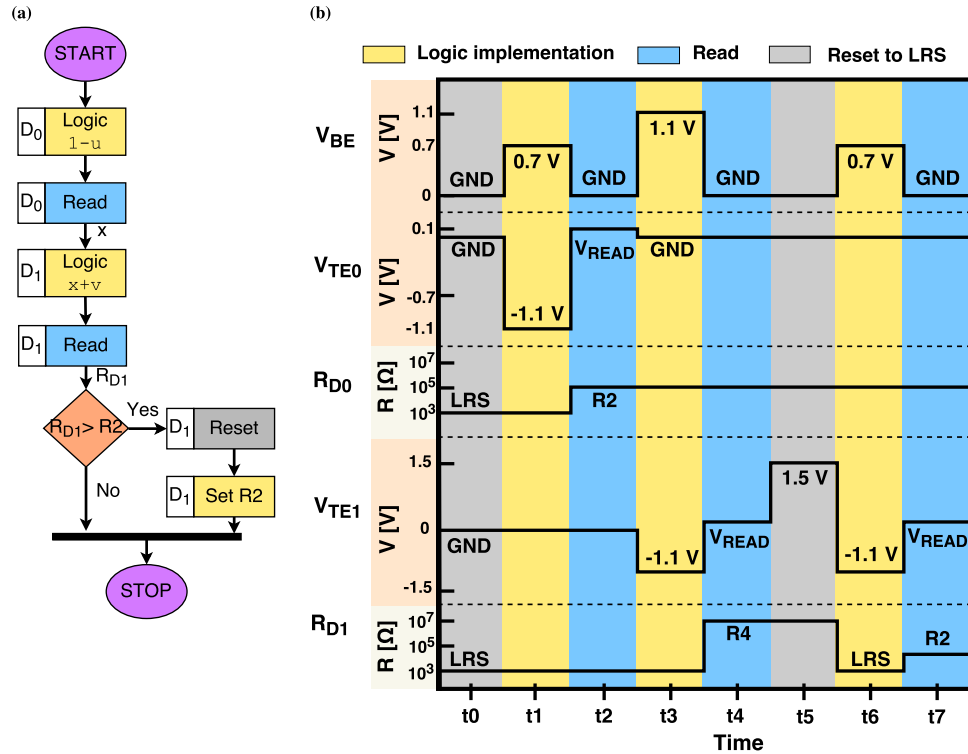 (a)
START
D0
Logic
1-u
D0
Read
x
D1
Logic
x+v
D1
Read
RD1
RD1> R2
Yes
D1
Reset
No
D1
Set R2
STOP
(b)
Logic implementation
Read
Reset to LRS
VBE
V [V]
1.1
0.7
0
GND
0.7 V
GND
1.1 V
GND
0.7 V
GND
VTE0
V [V]
0.1
-0.7
-1.1
GND
-1.1 V
VREAD
GND
RD0
R [Ω]
10⁷
10⁵
10³
LRS
R2
VTE1
V [V]
1.5
0
-1.5
GND
-1.1 V
VREAD
1.5 V
-1.1 V
VREAD
RD1
R [Ω]
10⁷
10⁵
10³
LRS
R4
LRS
R2
t0 t1 t2 t3 t4 t5 t6 t7
Time